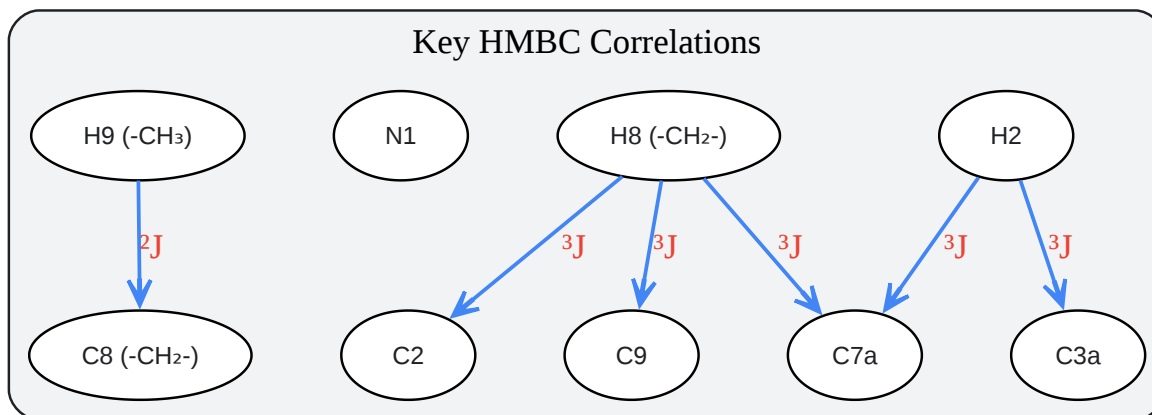 Key HMBC Correlations
H9 (-CH₃)
N1
H8 (-CH₂-)
H2
²J
³J
³J
³J
³J
³J
C8 (-CH₂-)
C2
C9
C7a
C3a